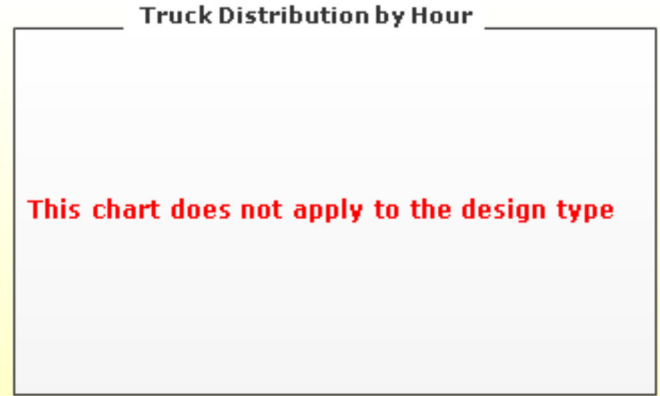 Truck Distribution by Hour
This chart does not apply to the design type